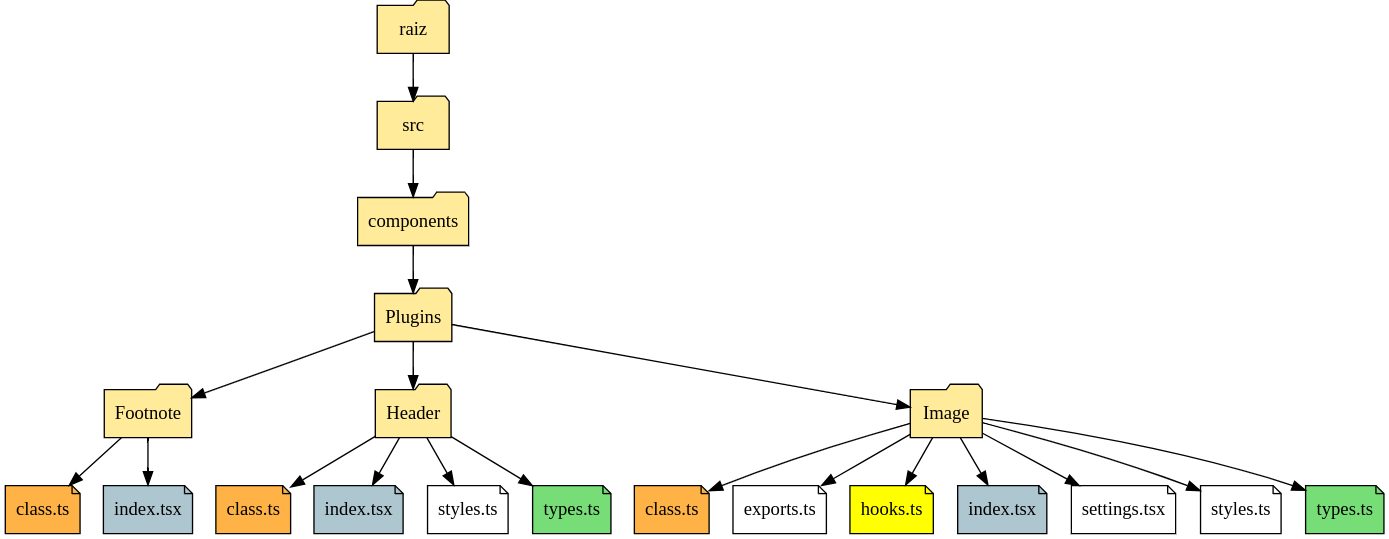 raiz
src
components
Plugins
Footnote
Header
Image
class.ts
index.tsx
class.ts
index.tsx
styles.ts
types.ts
class.ts
exports.ts
hooks.ts
index.tsx
settings.tsx
styles.ts
types.ts